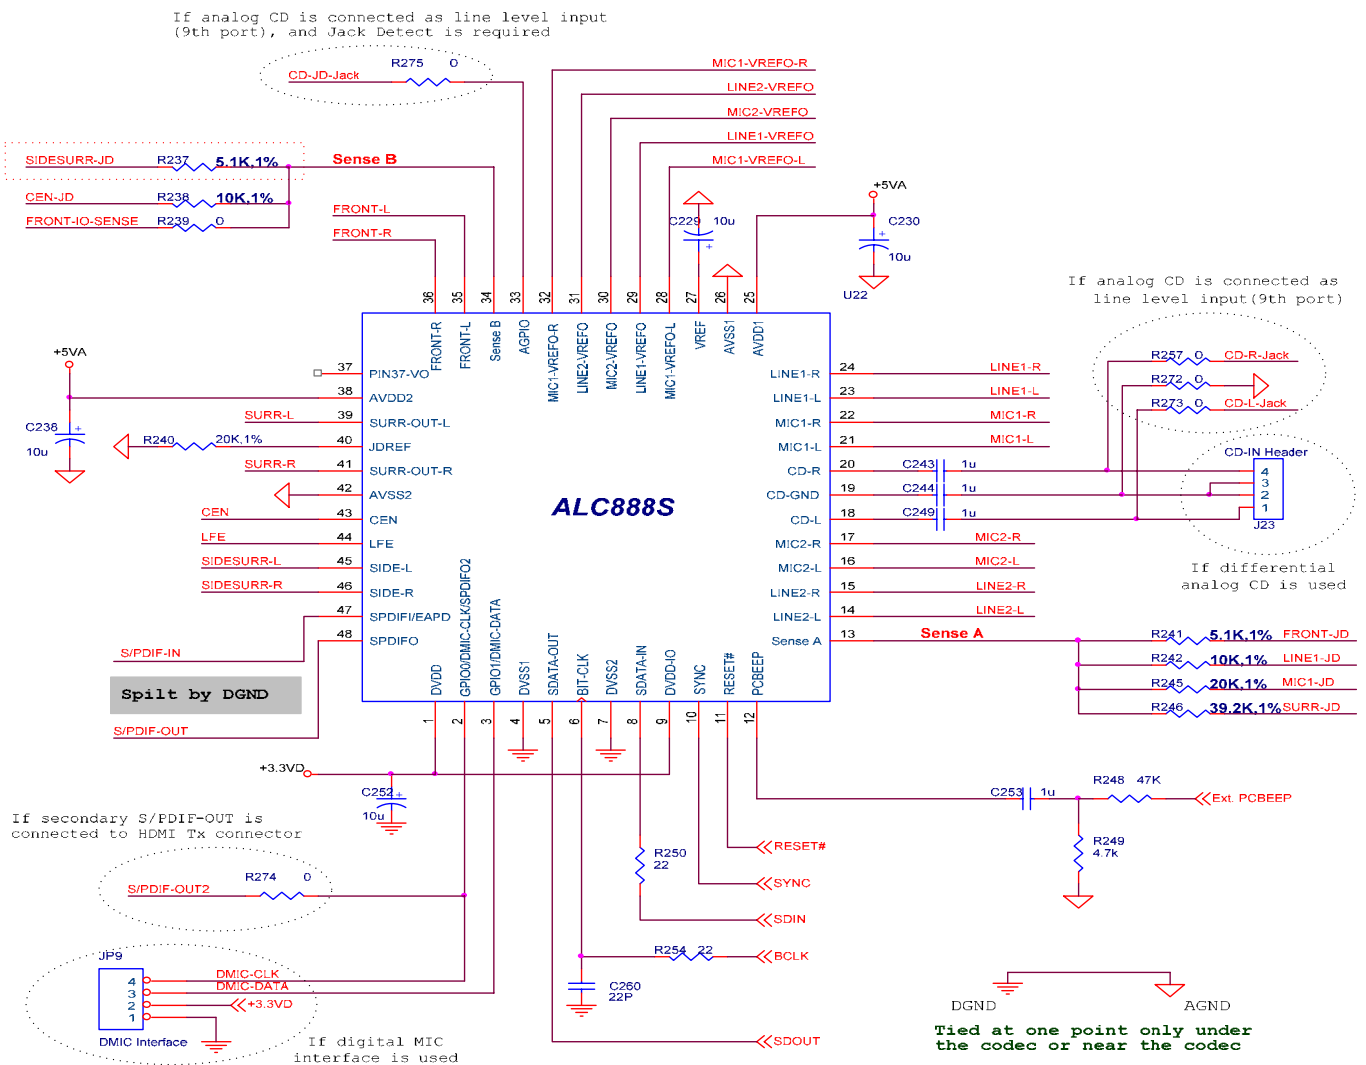 If analog CD is connected as line level input
(9th port), and Jack Detect is required
R275 0
CD-JD-Jack
MIC1-VREFO-R
LINE2-VREFO
MIC2-VREFO
LINE1-VREFO
MIC1-VREFO-L
SIDESURR-JD R237 5.1K,1% Sense B
CEN-JD R238 10K,1%
FRONT-IO-SENSE R239 0
FRONT-L
FRONT-R
C229 10u
+5VA
C230
10u
U22
36 35 34 33 32 31 30 29 28 27 26 25
FRONT-R
FRONT-L
Sense B
AGPIO
MIC1-VREFO-R
LINE2-VREFO
MIC2-VREFO
LINE1-VREFO
MIC1-VREFO-L
VREF
AVSS1
AVDD1
If analog CD is connected as
line level input(9th port)
R257 0 CD-R-Jack
R272 0
R273 0 CD-L-Jack
+5VA
C238
10u
37 PIN37-VO
38 AVDD2
SURR-L 39 SURR-OUT-L
R240 20K,1% 40 JDREF
SURR-R 41 SURR-OUT-R
42 AVSS2
CEN 43 CEN
LFE 44 LFE
SIDESURR-L 45 SIDE-L
SIDESURR-R 46 SIDE-R
47 SPDIFI/EAPD
48 SPDIFO
S/PDIF-IN
Spilt by DGND
S/PDIF-OUT
ALC888S
LINE1-R 24 LINE1-R
LINE1-L 23 LINE1-L
MIC1-R 22 MIC1-R
MIC1-L 21 MIC1-L
CD-R 20 C243 1u
CD-GND 19 C244 1u
CD-L 18 C249 1u
MIC2-R 17 MIC2-R
MIC2-L 16 MIC2-L
LINE2-R 15 LINE2-R
LINE2-L 14 LINE2-L
Sense A 13 Sense A
CD-IN Header
4
3
2
1
J23
If differential
analog CD is used
R241 5.1K,1% FRONT-JD
R242 10K,1% LINE1-JD
R245 20K,1% MIC1-JD
R246 39.2K,1% SURR-JD
DVDD
GPIO0/DMIC-CLK/SPDIFO2
GPIO1/DMIC-DATA
DVSS1
SDATA-OUT
BIT-CLK
DVSS2
SDATA-IN
DVDD-IO
SYNC
RESET#
PCBEEP
1 2 3 4 5 6 7 8 9 10 11 12
+3.3VD
C252
10u
C253 1u
R248 47K
Ext. PCBEEP
R249
4.7k
If secondary S/PDIF-OUT is
connected to HDMI Tx connector
R274 0
S/PDIF-OUT2
R250
22
RESET#
SYNC
SDIN
R254 22 BCLK
C260
22P
SDOUT
JP9
4 DMIC-CLK
3 DMIC-DATA
2 +3.3VD
1
DMIC Interface
If digital MIC
interface is used
DGND AGND
Tied at one point only under
the codec or near the codec